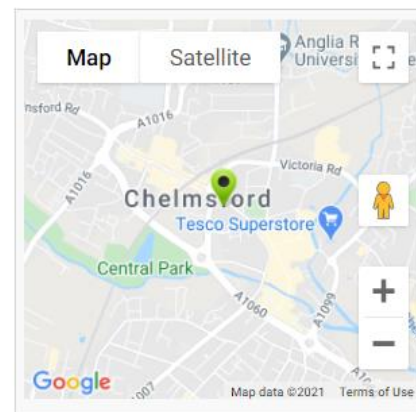 Map
Satellite
Anglia R
Universi
nsford Rd
A1016
A1016
Victoria Rd
Chelmsford
Tesco Superstore
Central Park
A1060
A1099
1007
Google
Map data ©2021
Terms of Use